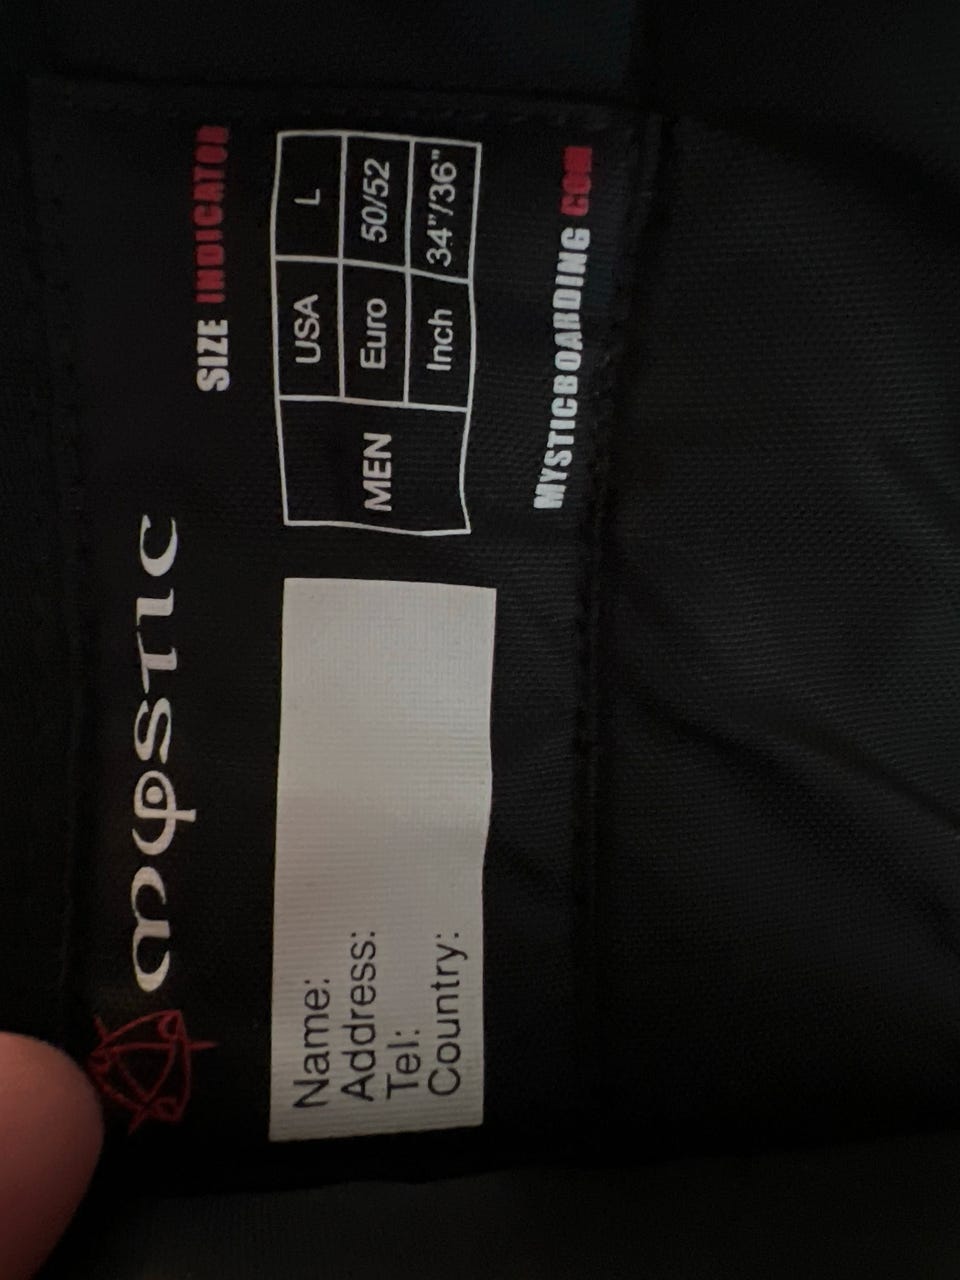 mystic
SIZE INDICATOR
MEN
USA L
Euro 50/52
Inch 34"/36"
Name:
Address:
Tel:
Country:
MYSTICBOARDING.COM